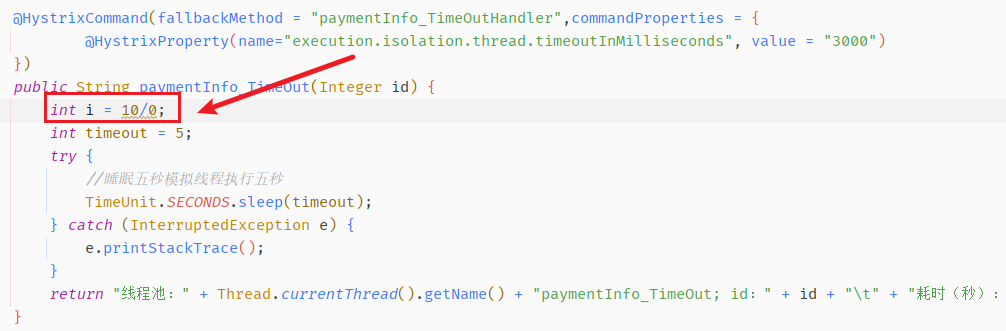 @HystrixCommand(fallbackMethod = "paymentInfo_TimeOutHandler",commandProperties = {
@HystrixProperty(name="execution.isolation.thread.timeoutInMilliseconds", value = "3000")
})
public String paymentInfo_TimeOut(Integer id) {
int i = 10/0;
int timeout = 5;
try {
//睡眠五秒模拟线程执行五秒
TimeUnit.SECONDS.sleep(timeout);
} catch (InterruptedException e) {
e.printStackTrace();
}
return "线程池：" + Thread.currentThread().getName() + "paymentInfo_TimeOut; id：" + id + "\t" + "耗时（秒）：
}